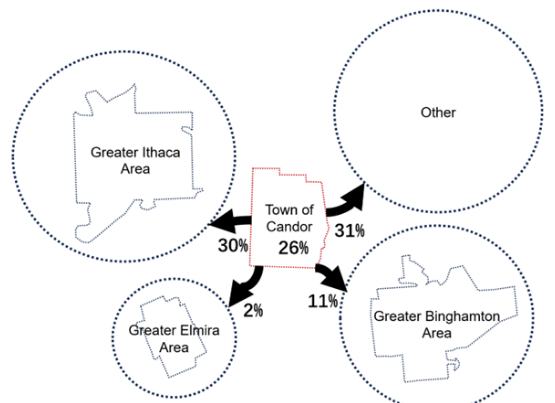 Other
Greater Ithaca
Area
Town of
Candor
26%
30%
31%
2%
11%
Greater Elmira
Area
Greater Binghamton
Area